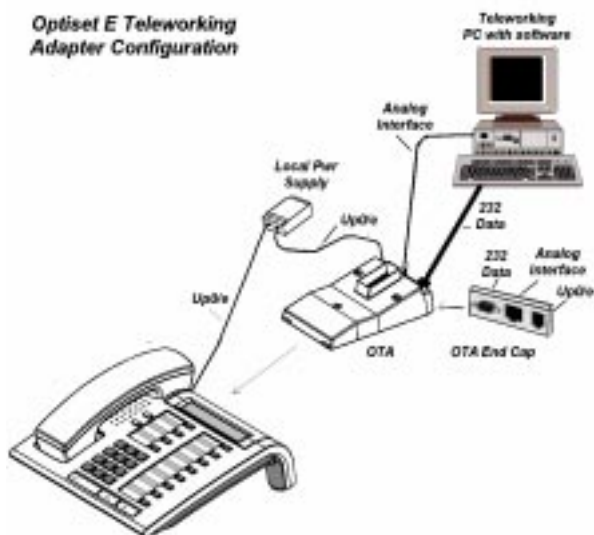 Optiset E Teleworking
Adapter Configuration
Teleworking
PC with software
Analog
Interface
Local Pwr
Supply
Up0/e
232
Data
232
Data
Analog
Interface
Up0/e
Up0/e
OTA
OTA End Cap